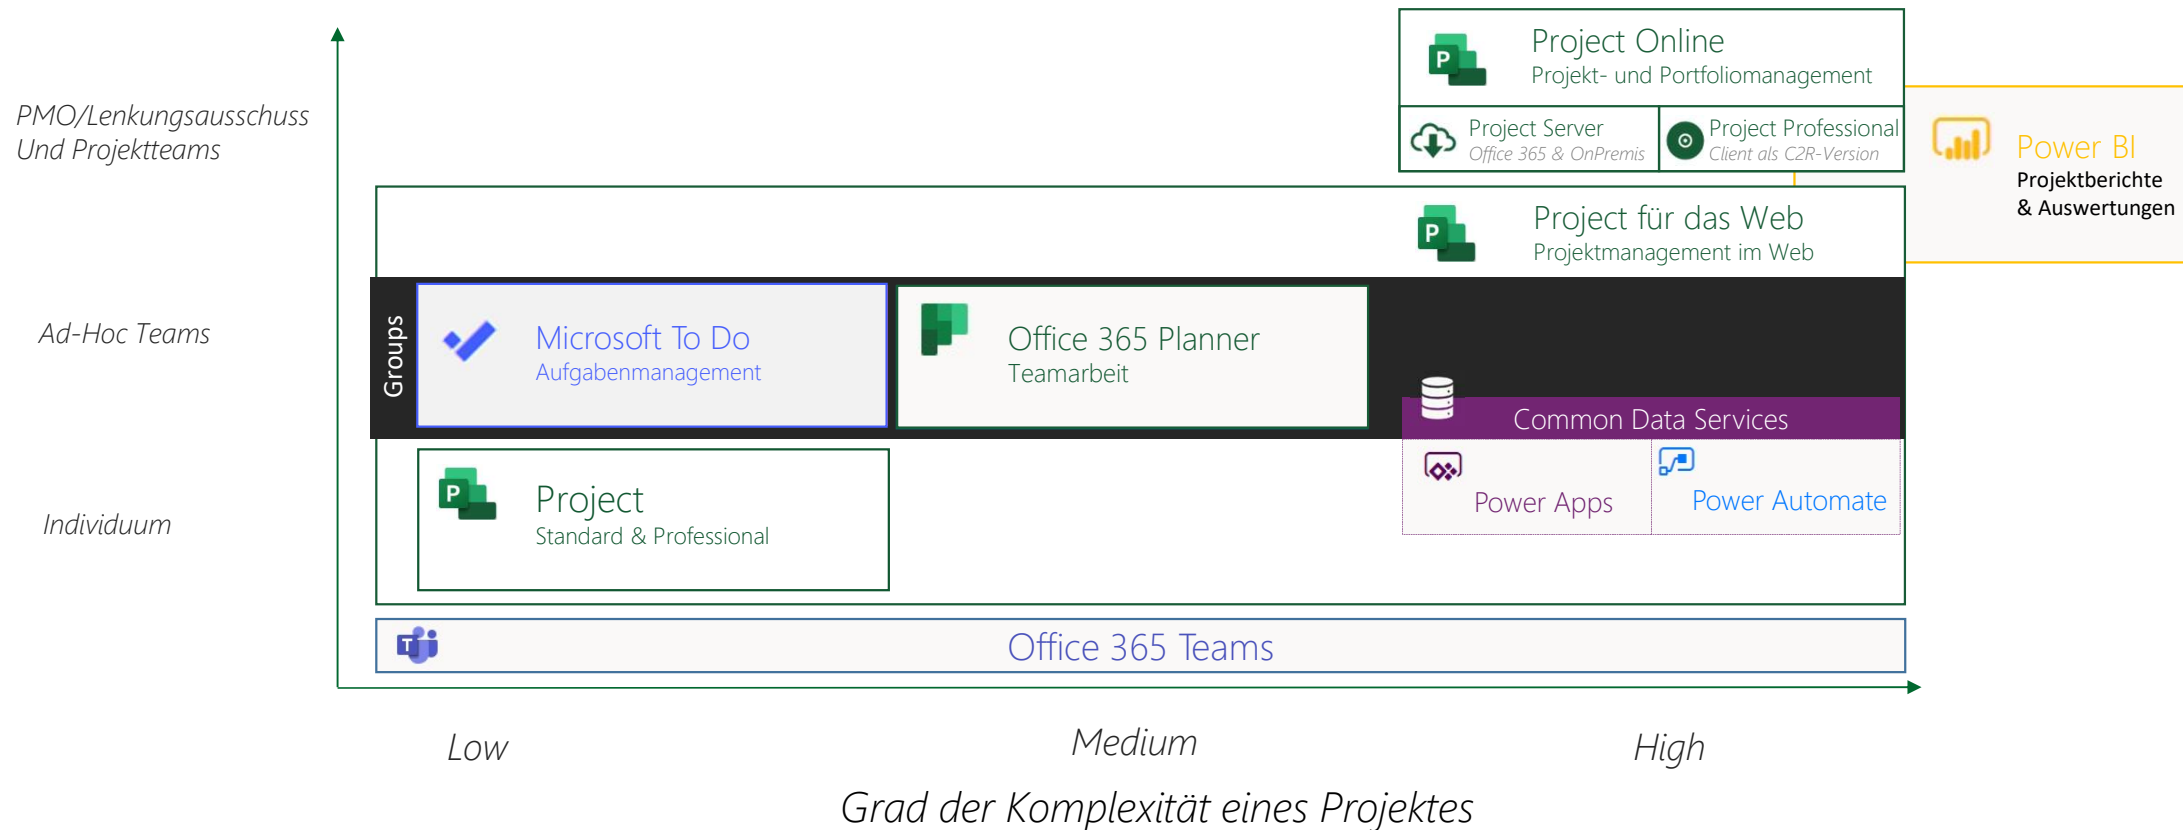 Project Online
Projekt- und Portfoliomanagement
PMO/Lenkungsausschuss
Und Projektteams
Project Server
Office 365 & OnPremis
Project Professional
Client als C2R-Version
Power BI
Projektberichte
& Auswertungen
Project für das Web
Projektmanagement im Web
Ad-Hoc Teams
Groups
Microsoft To Do
Aufgabenmanagement
Office 365 Planner
Teamarbeit
Common Data Services
Individuum
P
Project
Standard & Professional
Power Apps
Power Automate
Office 365 Teams
Low
Medium
High
Grad der Komplexität eines Projektes